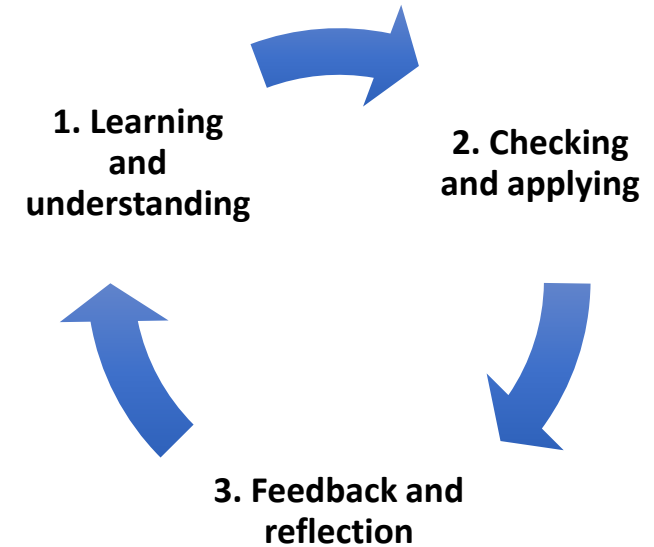 1. Learning
and
understanding
2. Checking
and applying
3. Feedback and
reflection